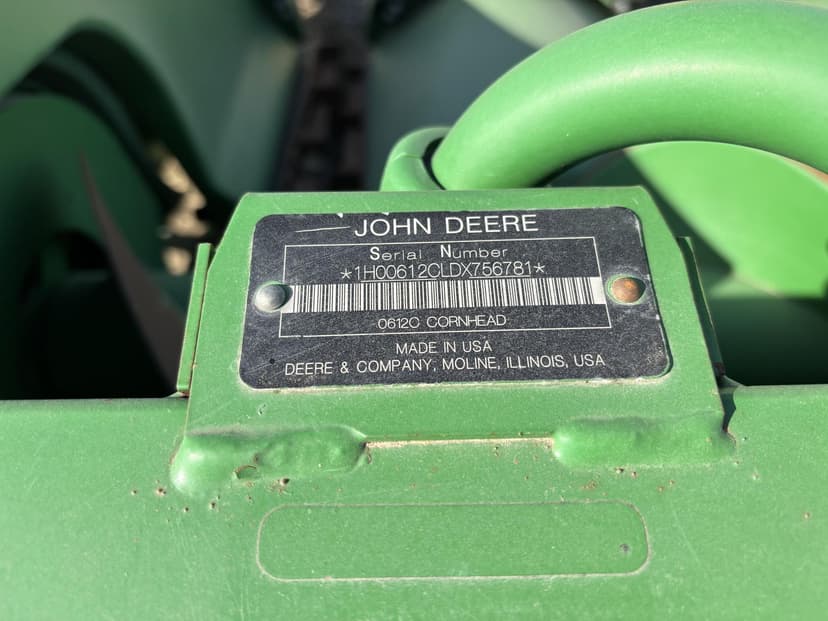 JOHN DEERE
Serial Number
*1H00612CLDX756781*
0612C CORNHEAD
MADE IN USA
DEERE & COMPANY, MOLINE, ILLINOIS, USA